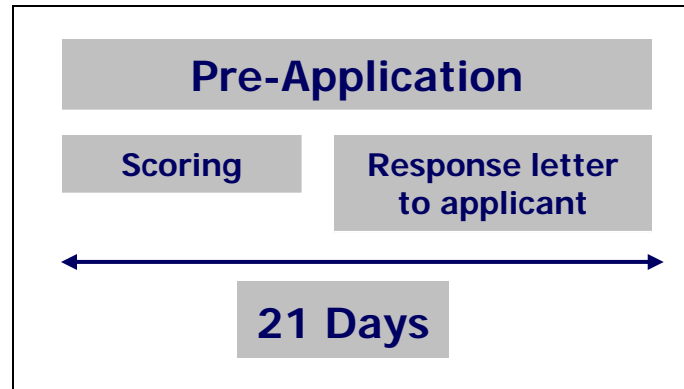 Pre-Application
Scoring
Response letter
to applicant
21 Days